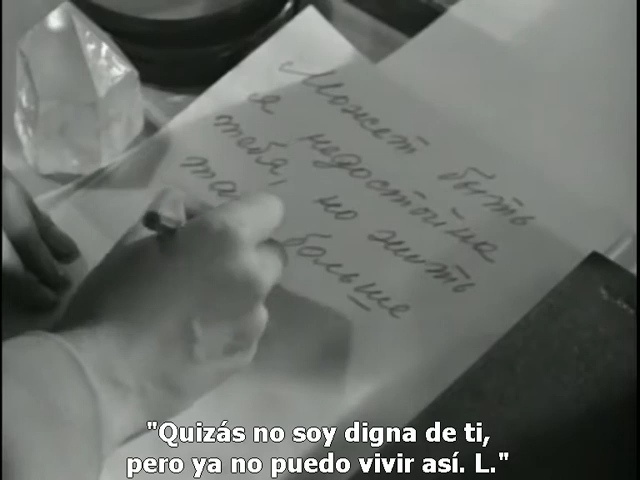 Может быть
я недостойна
тебя, но жить
та больше
"Quizás no soy digna de ti,
pero ya no puedo vivir así. L."